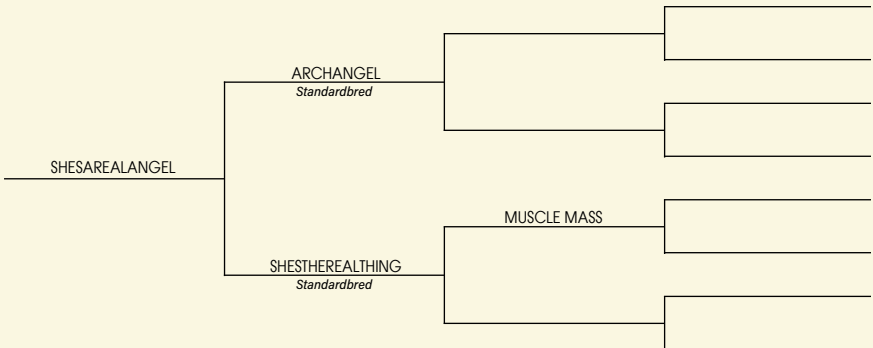 ARCHANGEL
Standardbred
SHESAREALANGEL
MUSCLE MASS
SHESTHEREALTHING
Standardbred